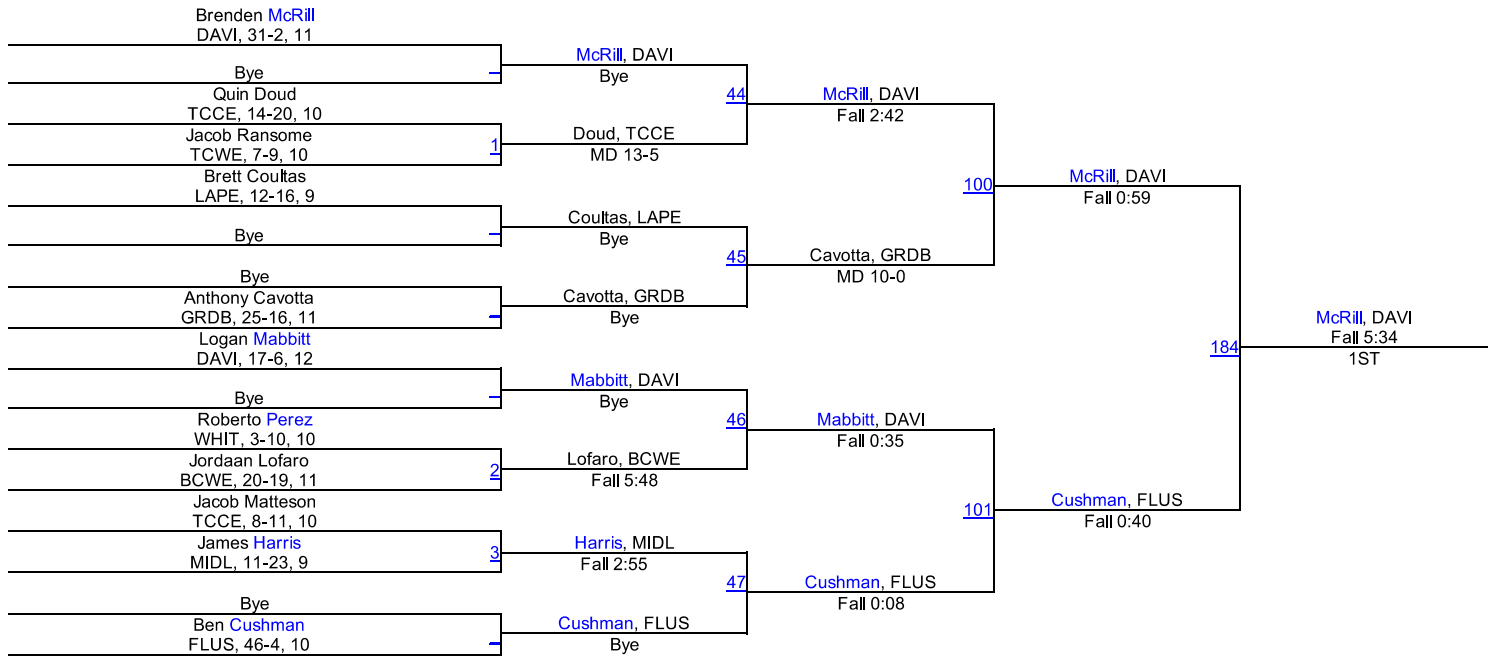 Brenden McRill
DAVI, 31-2, 11
Bye
Quin Doud
TCCE, 14-20, 10
Jacob Ransome
TCWE, 7-9, 10
1
Brett Coultas
LAPE, 12-16, 9
Bye
Bye
Anthony Cavotta
GRDB, 25-16, 11
Logan Mabbitt
DAVI, 17-6, 12
Bye
Roberto Perez
WHIT, 3-10, 10
Jordaan Lofaro
BCWE, 20-19, 11
2
Jacob Matteson
TCCE, 8-11, 10
James Harris
MIDL, 11-23, 9
3
Bye
Ben Cushman
FLUS, 46-4, 10
McRill, DAVI
Bye
44
Doud, TCCE
MD 13-5
Coultas, LAPE
Bye
45
Cavotta, GRDB
Bye
Mabbitt, DAVI
Bye
46
Lofaro, BCWE
Fall 5:48
Harris, MIDL
Fall 2:55
47
Cushman, FLUS
Bye
McRill, DAVI
Fall 2:42
100
Cavotta, GRDB
MD 10-0
Mabbitt, DAVI
Fall 0:35
101
Cushman, FLUS
Fall 0:08
McRill, DAVI
Fall 0:59
184
Cushman, FLUS
Fall 0:40
McRill, DAVI
Fall 5:34
1ST